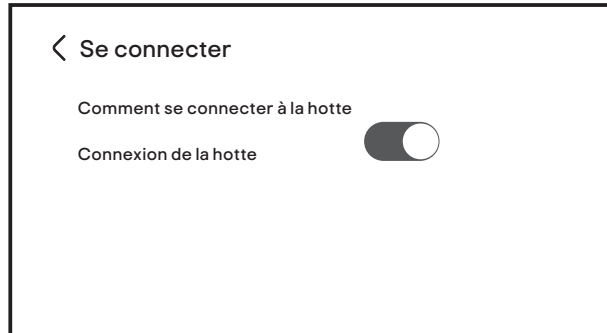 Se connecter
Comment se connecter à la hotte
Connexion de la hotte